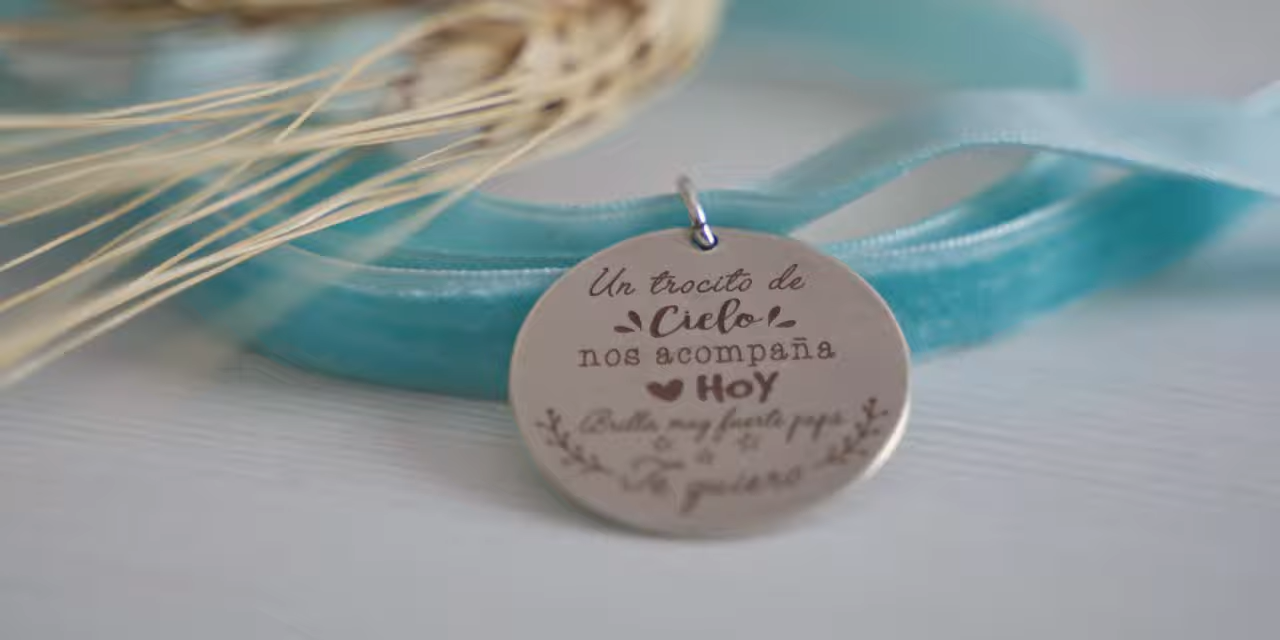 Un trocito de
Cielo
nos acompaña
HoY
Brilla muy fuerte papá
Te quiero